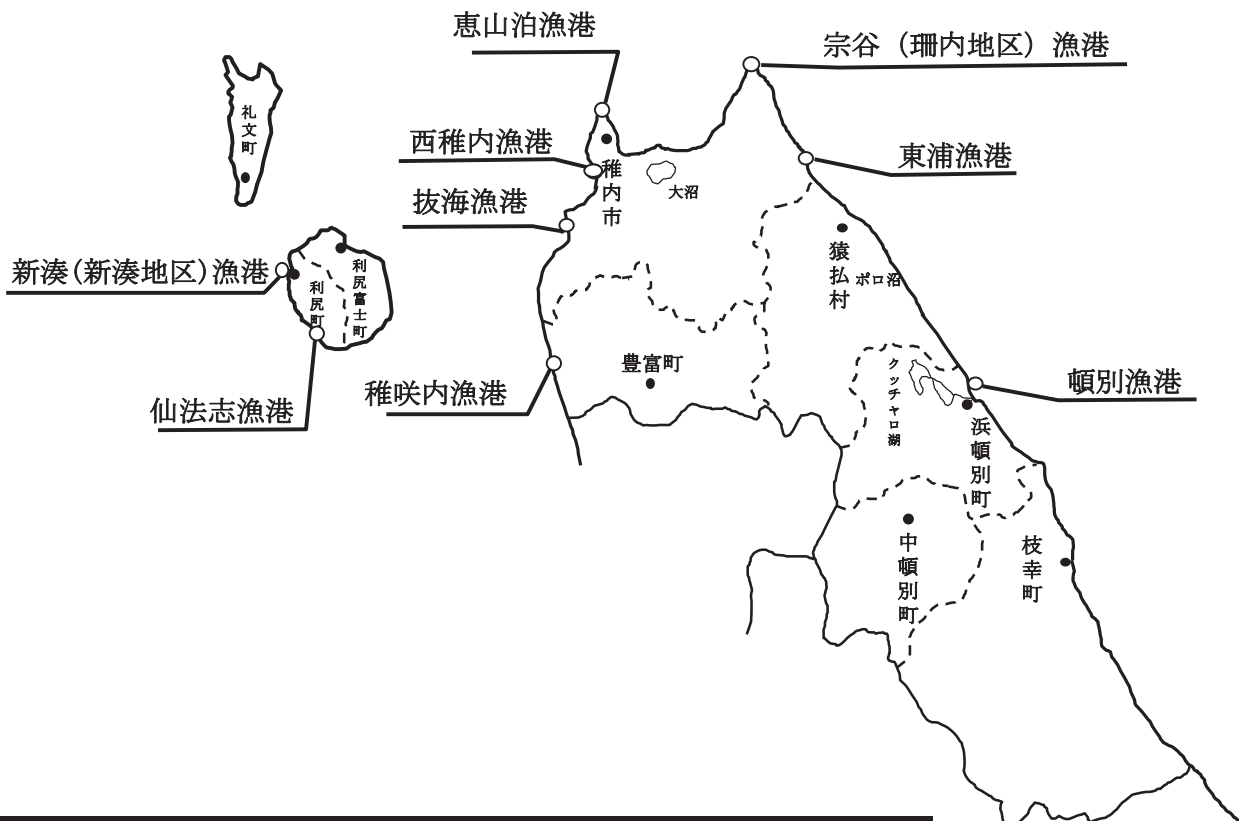 恵山泊漁港
宗谷（珊内地区）漁港
礼文町
西稚内漁港
東浦漁港
稚内市
大沼
抜海漁港
新湊(新湊地区)漁港
利尻富士町
利尻町
猿払村
ポロ沼
豊富町
クッチャロ湖
頓別漁港
稚咲内漁港
仙法志漁港
浜頓別町
中頓別町
枝幸町